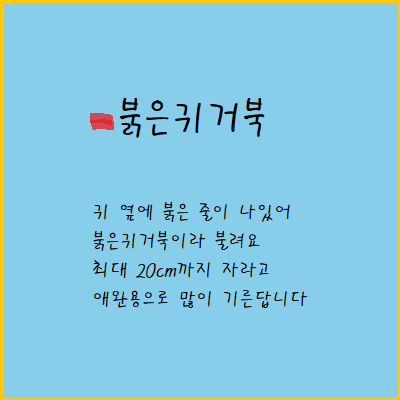 붉은귀거북
귀 옆에 붉은 줄이 나있어
붉은귀거북이라 불려요
최대 20cm까지 자라고
애완용으로 많이 기른답니다